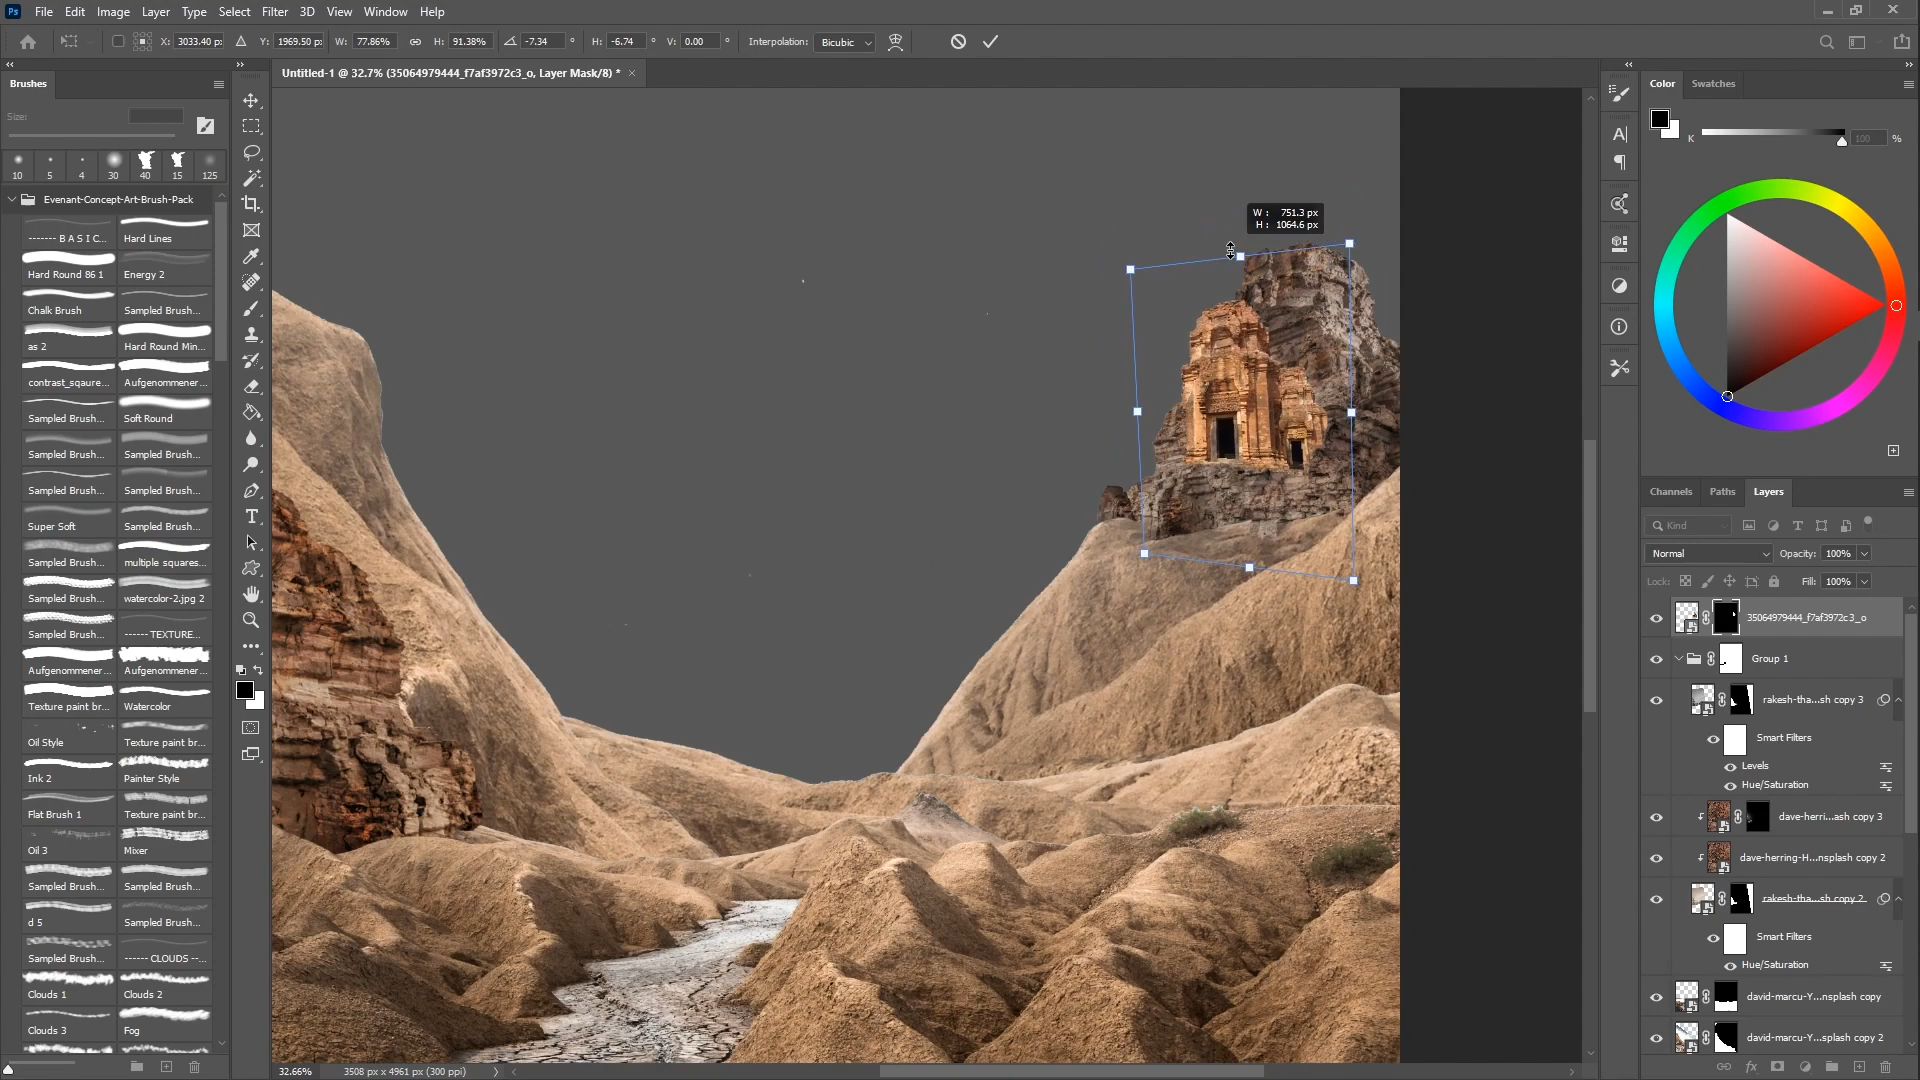 Ps File Edit Image Layer Type Select Filter 3D View Window Help
X: 3033.40 px Y: 1969.50 px W: 77.86% H: 91.38% -7.34 ° H: -6.74 ° V: 0.00 ° Interpolation: Bicubic
Untitled-1 @ 32.7% (35064979444_f7af3972c3_o, Layer Mask/8) * ×
Brushes
Size:
10 5 4 30 40 15 125
Evenant-Concept-Art-Brush-Pack
------- B A S I C... Hard Lines
Hard Round 86 1 Energy 2
Chalk Brush Sampled Brush...
as 2 Hard Round Min...
contrast_sqaure... Aufgenommener...
Sampled Brush... Soft Round
Sampled Brush... Sampled Brush...
Sampled Brush... Sampled Brush...
Super Soft Sampled Brush...
Sampled Brush... multiple squares...
Sampled Brush... watercolor-2.jpg 2
Sampled Brush... ------ TEXTURE...
Aufgenommener... Aufgenommener...
Texture paint br... Watercolor
Oil Style Texture paint br...
Ink 2 Painter Style
Flat Brush 1 Texture paint br...
Oil 3 Mixer
Sampled Brush... Sampled Brush...
d 5 Sampled Brush...
Sampled Brush... ------ CLOUDS --...
Clouds 1 Clouds 2
Clouds 3 Fog
W : 751.3 px
H : 1064.6 px
32.66% 3508 px x 4961 px (300 ppi)
Color Swatches
K 100 %
Channels Paths Layers
Kind
Normal Opacity: 100%
Lock: Fill: 100%
35064979444_f7af3972c3_o
Group 1
rakesh-tha...sh copy 3
Smart Filters
Levels
Hue/Saturation
dave-herri...ash copy 3
dave-herring-H...nsplash copy 2
rakesh-tha...sh copy 2
Smart Filters
Hue/Saturation
david-marcu-Y...nsplash copy
david-marcu-Y...splash copy 2